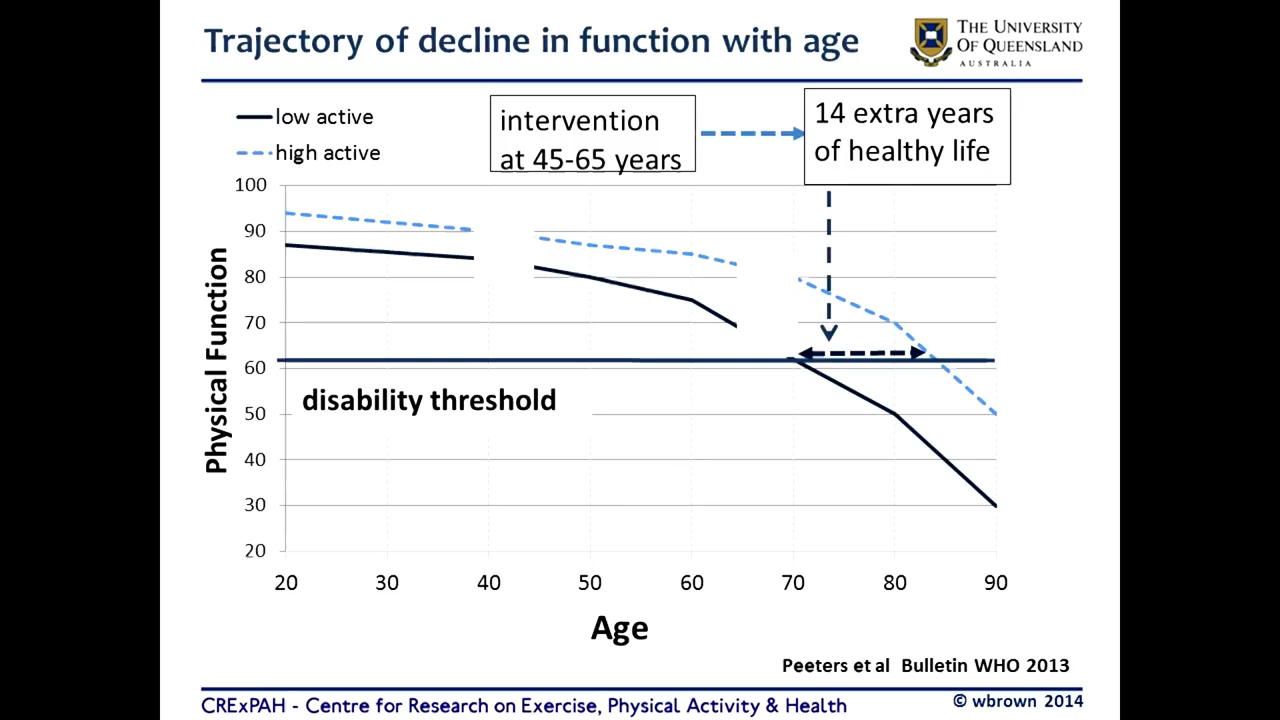 Trajectory of decline in function with age
THE UNIVERSITY
OF QUEENSLAND
AUSTRALIA
low active
high active
intervention
at 45-65 years
14 extra years
of healthy life
100
90
80
70
60
50
40
30
20
Physical Function
disability threshold
20 30 40 50 60 70 80 90
Age
Peeters et al Bulletin WHO 2013
CRExPAH - Centre for Research on Exercise, Physical Activity & Health
© wbrown 2014